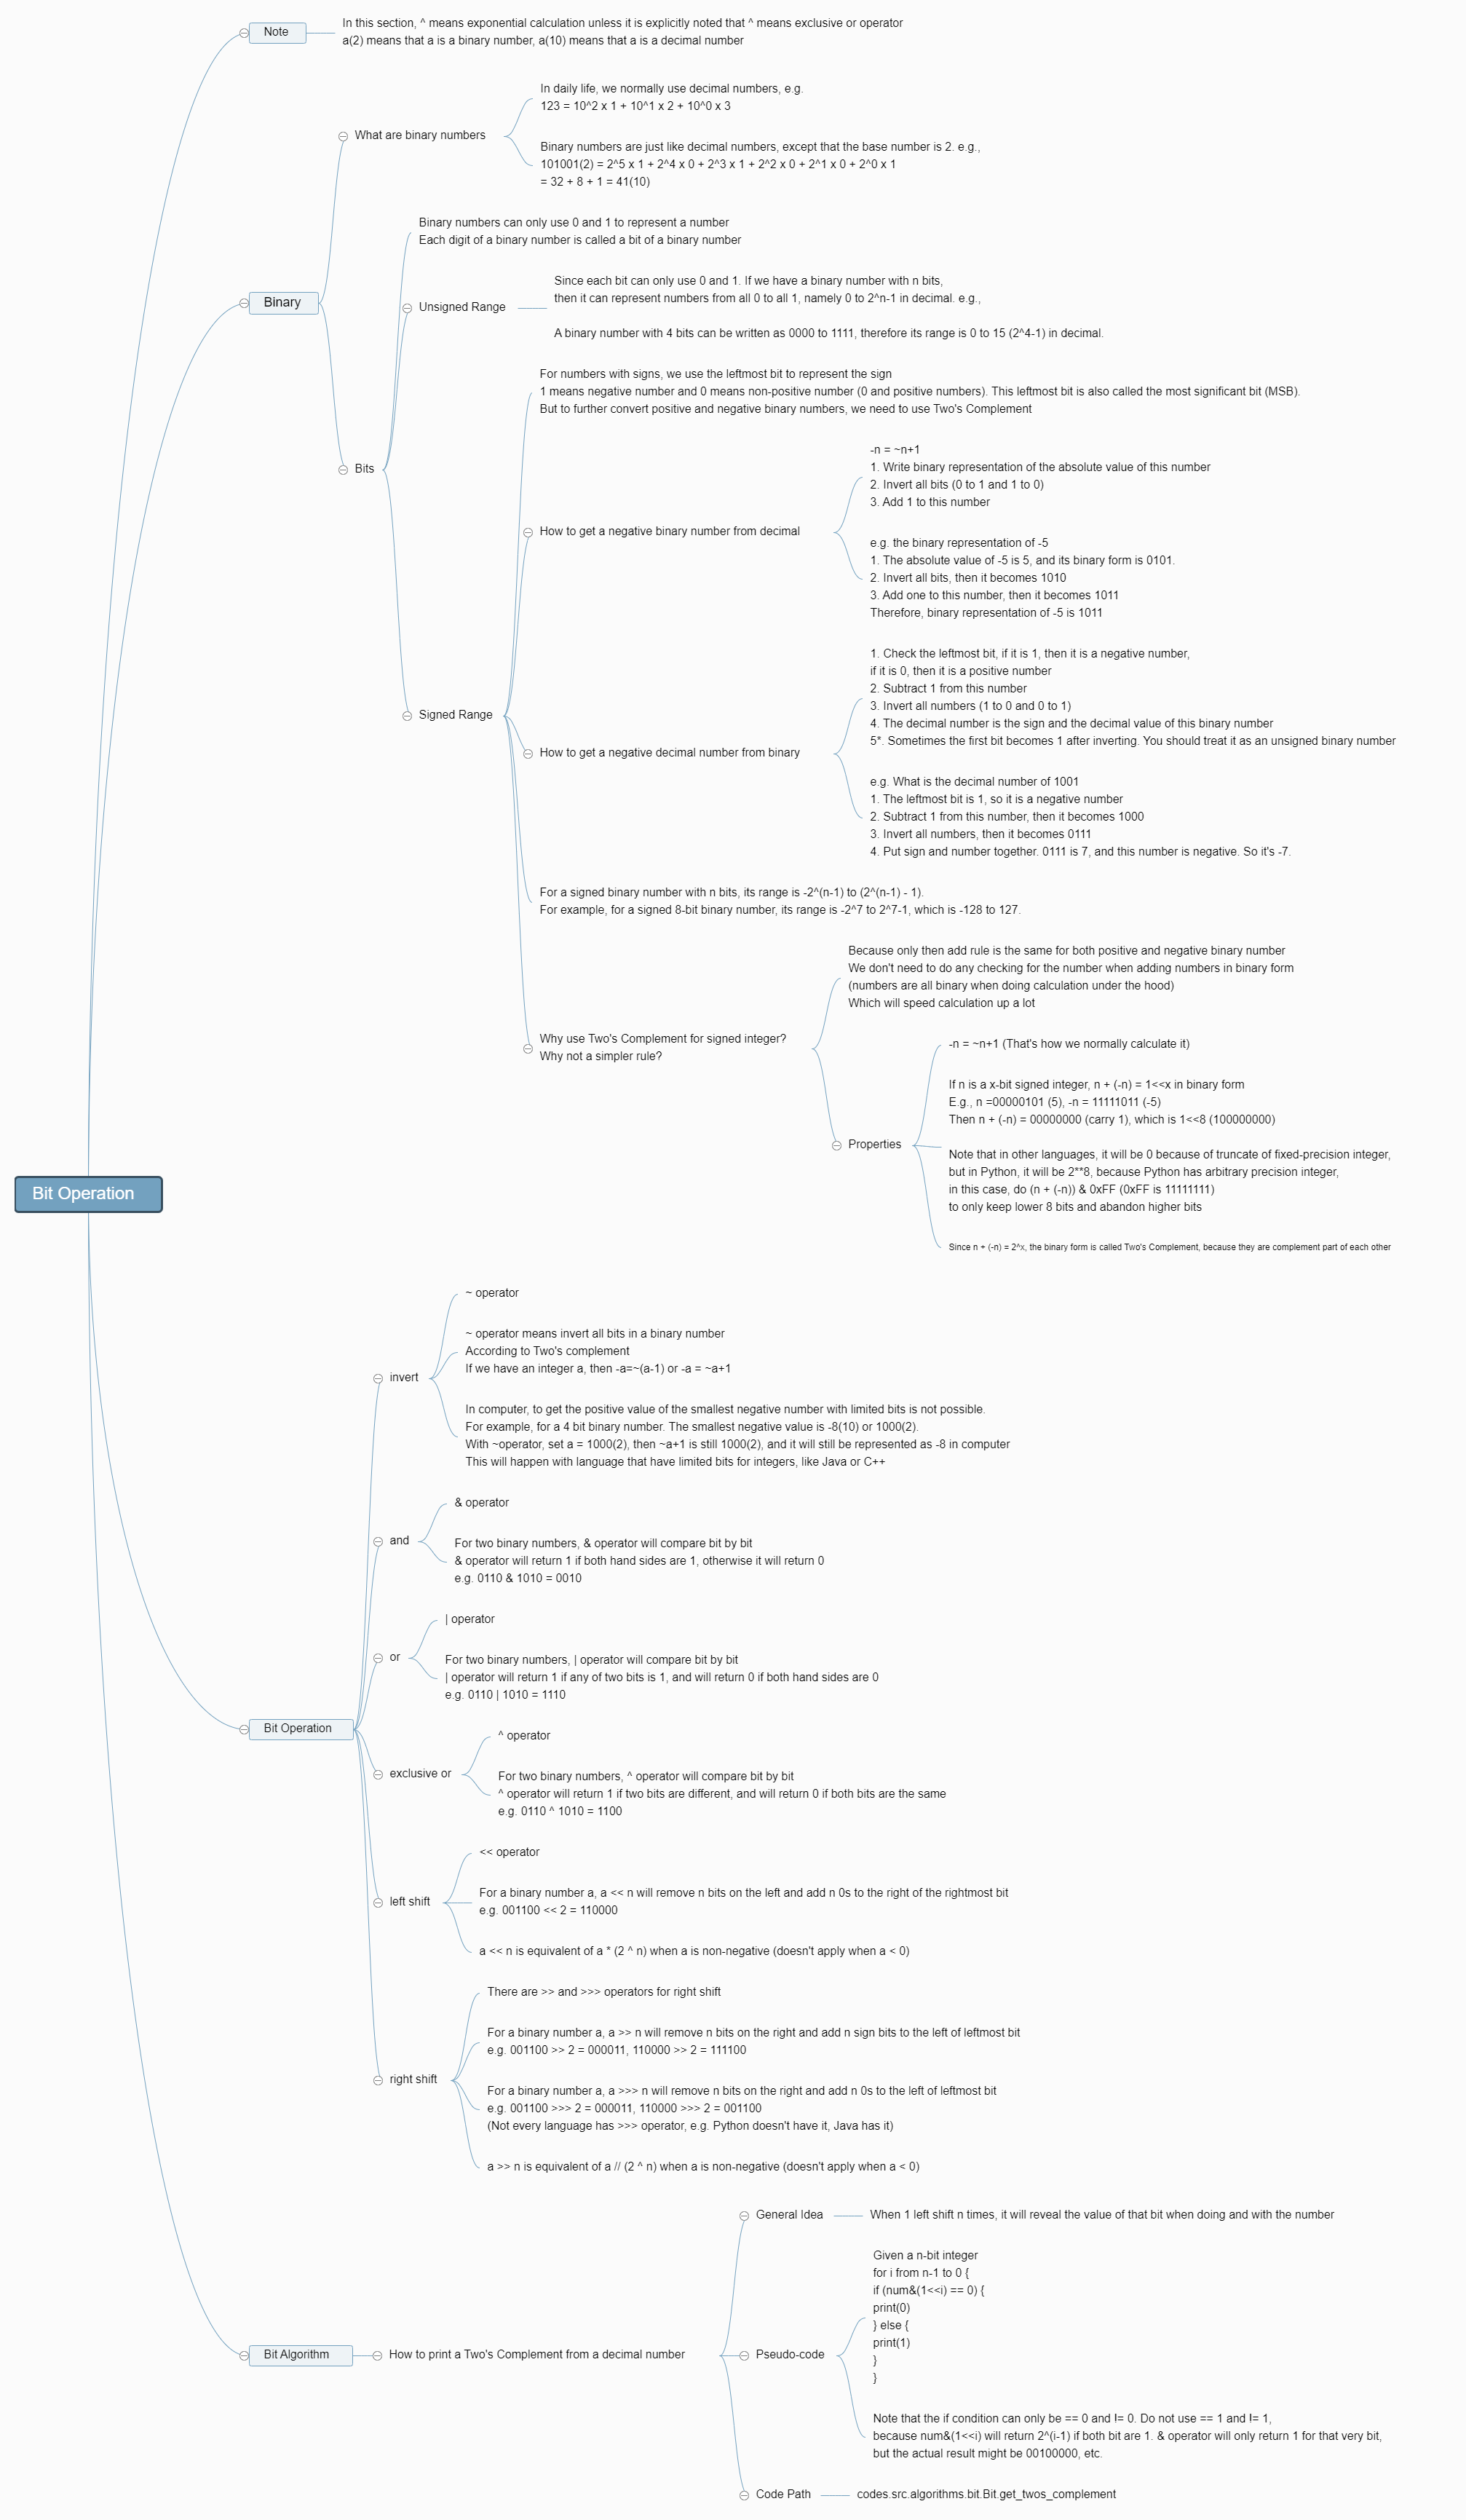 Note
In this section, ^ means exponential calculation unless it is explicitly noted that ^ means exclusive or operator
a(2) means that a is a binary number, a(10) means that a is a decimal number
Binary
What are binary numbers
In daily life, we normally use decimal numbers, e.g.
123 = 10^2 x 1 + 10^1 x 2 + 10^0 x 3
Binary numbers are just like decimal numbers, except that the base number is 2. e.g.,
101001(2) = 2^5 x 1 + 2^4 x 0 + 2^3 x 1 + 2^2 x 0 + 2^1 x 0 + 2^0 x 1
= 32 + 8 + 1 = 41(10)
Bits
Binary numbers can only use 0 and 1 to represent a number
Each digit of a binary number is called a bit of a binary number
Unsigned Range
Since each bit can only use 0 and 1. If we have a binary number with n bits,
then it can represent numbers from all 0 to all 1, namely 0 to 2^n-1 in decimal. e.g.,
A binary number with 4 bits can be written as 0000 to 1111, therefore its range is 0 to 15 (2^4-1) in decimal.
Signed Range
For numbers with signs, we use the leftmost bit to represent the sign
1 means negative number and 0 means non-positive number (0 and positive numbers). This leftmost bit is also called the most significant bit (MSB).
But to further convert positive and negative binary numbers, we need to use Two's Complement
How to get a negative binary number from decimal
-n = ~n+1
1. Write binary representation of the absolute value of this number
2. Invert all bits (0 to 1 and 1 to 0)
3. Add 1 to this number
e.g. the binary representation of -5
1. The absolute value of -5 is 5, and its binary form is 0101.
2. Invert all bits, then it becomes 1010
3. Add one to this number, then it becomes 1011
Therefore, binary representation of -5 is 1011
How to get a negative decimal number from binary
1. Check the leftmost bit, if it is 1, then it is a negative number,
if it is 0, then it is a positive number
2. Subtract 1 from this number
3. Invert all numbers (1 to 0 and 0 to 1)
4. The decimal number is the sign and the decimal value of this binary number
5*. Sometimes the first bit becomes 1 after inverting. You should treat it as an unsigned binary number
e.g. What is the decimal number of 1001
1. The leftmost bit is 1, so it is a negative number
2. Subtract 1 from this number, then it becomes 1000
3. Invert all numbers, then it becomes 0111
4. Put sign and number together. 0111 is 7, and this number is negative. So it's -7.
For a signed binary number with n bits, its range is -2^(n-1) to (2^(n-1) - 1).
For example, for a signed 8-bit binary number, its range is -2^7 to 2^7-1, which is -128 to 127.
Why use Two's Complement for signed integer?
Why not a simpler rule?
Because only then add rule is the same for both positive and negative binary number
We don't need to do any checking for the number when adding numbers in binary form
(numbers are all binary when doing calculation under the hood)
Which will speed calculation up a lot
Properties
-n = ~n+1 (That's how we normally calculate it)
If n is a x-bit signed integer, n + (-n) = 1<<x in binary form
E.g., n =00000101 (5), -n = 11111011 (-5)
Then n + (-n) = 00000000 (carry 1), which is 1<<8 (100000000)
Note that in other languages, it will be 0 because of truncate of fixed-precision integer,
but in Python, it will be 2**8, because Python has arbitrary precision integer,
in this case, do (n + (-n)) & 0xFF (0xFF is 11111111)
to only keep lower 8 bits and abandon higher bits
Since n + (-n) = 2^x, the binary form is called Two's Complement, because they are complement part of each other
Bit Operation
Bit Operation
invert
~ operator
~ operator means invert all bits in a binary number
According to Two's complement
If we have an integer a, then -a=~(a-1) or -a = ~a+1
In computer, to get the positive value of the smallest negative number with limited bits is not possible.
For example, for a 4 bit binary number. The smallest negative value is -8(10) or 1000(2).
With ~operator, set a = 1000(2), then ~a+1 is still 1000(2), and it will still be represented as -8 in computer
This will happen with language that have limited bits for integers, like Java or C++
and
& operator
For two binary numbers, & operator will compare bit by bit
& operator will return 1 if both hand sides are 1, otherwise it will return 0
e.g. 0110 & 1010 = 0010
or
| operator
For two binary numbers, | operator will compare bit by bit
| operator will return 1 if any of two bits is 1, and will return 0 if both hand sides are 0
e.g. 0110 | 1010 = 1110
exclusive or
^ operator
For two binary numbers, ^ operator will compare bit by bit
^ operator will return 1 if two bits are different, and will return 0 if both bits are the same
e.g. 0110 ^ 1010 = 1100
left shift
<< operator
For a binary number a, a << n will remove n bits on the left and add n 0s to the right of the rightmost bit
e.g. 001100 << 2 = 110000
a << n is equivalent of a * (2 ^ n) when a is non-negative (doesn't apply when a < 0)
right shift
There are >> and >>> operators for right shift
For a binary number a, a >> n will remove n bits on the right and add n sign bits to the left of leftmost bit
e.g. 001100 >> 2 = 000011, 110000 >> 2 = 111100
For a binary number a, a >>> n will remove n bits on the right and add n 0s to the left of leftmost bit
e.g. 001100 >>> 2 = 000011, 110000 >>> 2 = 001100
(Not every language has >>> operator, e.g. Python doesn't have it, Java has it)
a >> n is equivalent of a // (2 ^ n) when a is non-negative (doesn't apply when a < 0)
Bit Algorithm
How to print a Two's Complement from a decimal number
General Idea
When 1 left shift n times, it will reveal the value of that bit when doing and with the number
Pseudo-code
Given a n-bit integer
for i from n-1 to 0 {
if (num&(1<<i) == 0) {
print(0)
} else {
print(1)
}
}
Note that the if condition can only be == 0 and != 0. Do not use == 1 and != 1,
because num&(1<<i) will return 2^(i-1) if both bit are 1. & operator will only return 1 for that very bit,
but the actual result might be 00100000, etc.
Code Path
codes.src.algorithms.bit.Bit.get_twos_complement